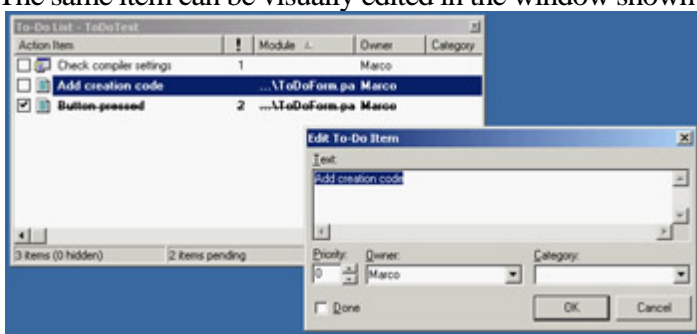 The same item can be visually edited in the window shown
To-Do List - ToDoTest
Action Item ! Module Owner Category
Check compiler settings 1 Marco
Add creation code ...\ToDoForm.pa Marco
Button pressed 2 ...\ToDoForm.pa Marco
3 items (0 hidden) 2 items pending
Edit To-Do Item
Text:
Add creation code
Priority: Owner: Category:
0 Marco
Done OK Cancel